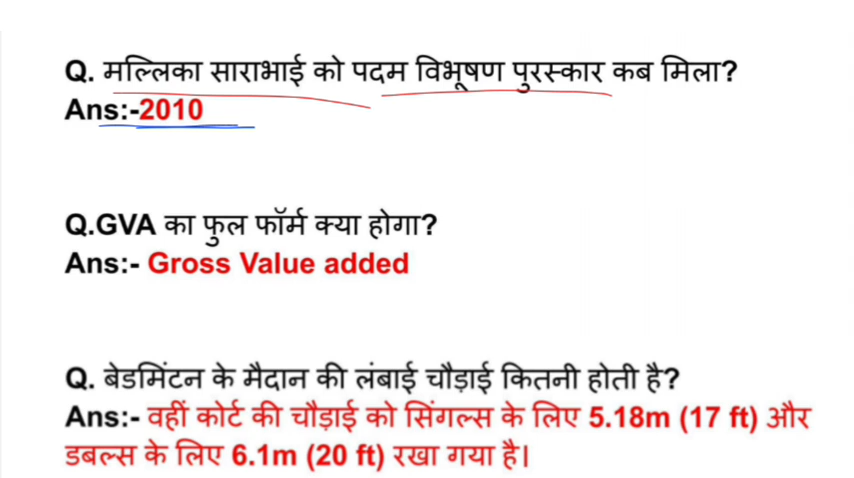 Q. मल्लिका साराभाई को पदम विभूषण पुरस्कार कब मिला?
Ans:-2010
Q.GVA का फुल फॉर्म क्या होगा?
Ans:- Gross Value added
Q. बेडमिंटन के मैदान की लंबाई चौड़ाई कितनी होती है?
Ans:- वहीं कोर्ट की चौड़ाई को सिंगल्स के लिए 5.18m (17 ft) और
डबल्स के लिए 6.1m (20 ft) रखा गया है।